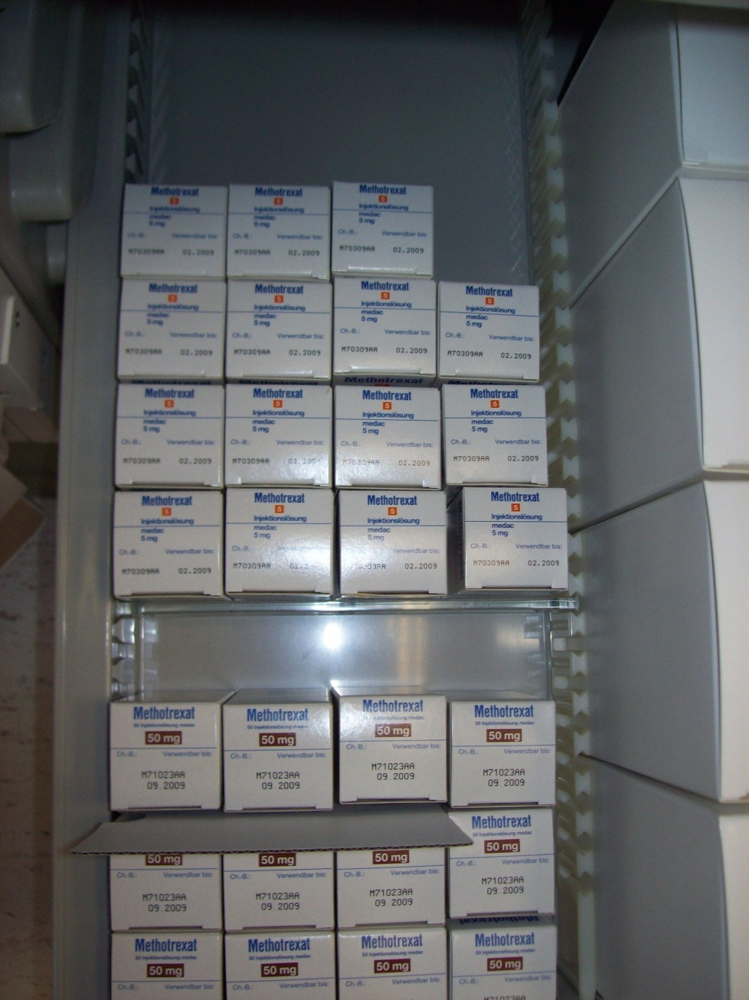 Methotrexat
5
Injektionslösung
medac
5 mg
Ch.-B.: Verwendbar bis:
M70309AA 02.2009
Methotrexat
5
Injektionslösung
medac
5 mg
Ch.-B.: Verwendbar bis:
M70309AA 02.2009
Methotrexat
5
Injektionslösung
medac
5 mg
Ch.-B.: Verwendbar bis:
M70309AA 02.2009
Methotrexat
5
Injektionslösung
medac
5 mg
Ch.-B.: Verwendbar bis:
M70309AA 02.2009
Methotrexat
5
Injektionslösung
medac
5 mg
Ch.-B.: Verwendbar bis:
M70309AA 02.2009
Methotrexat
5
Injektionslösung
medac
5 mg
Ch.-B.: Verwendbar bis:
M70309AA 02.2009
Methotrexat
5
Injektionslösung
medac
5 mg
Ch.-B.: Verwendbar bis:
M70309AA 02.2009
Methotrexat
Methotrexat
5
Injektionslösung
medac
5 mg
Ch.-B.: Verwendbar bis:
M70309AA 02.2009
Methotrexat
5
Injektionslösung
medac
5 mg
Ch.-B.: Verwendbar bis:
M70309AA
Methotrexat
5
Injektionslösung
medac
5 mg
Ch.-B.: Verwendbar bis:
02.2009
Methotrexat
5
Injektionslösung
medac
5 mg
Ch.-B.: Verwendbar bis:
M70309AA 02.2009
Methotrexat
5
Injektionslösung
medac
5 mg
Ch.-B.: Verwendbar bis:
M70309AA 02.2009
Methotrexat
5
Injektionslösung
medac
5 mg
Ch.-B.:
M70309AA
Methotrexat
5
Injektionslösung
medac
5 mg
Ch.-B.: Verwendbar bis:
02.2009
Methotrexat
5
Injektionslösung
medac
5 mg
Ch.-B.: Verwendbar bis:
M70309AA 02.2009
Methotrexat
50 Injektionslösung medac
50 mg
Ch.-B.: Verwendbar bis:
M71023AA
09.2009
Methotrexat
50 Injektionslösung medac
50 mg
Ch.-B.: Verwendbar bis:
M71023AA
09.2009
Methotrexat
50 Injektionslösung medac
50 mg
Ch.-B.: Verwendbar bis:
M71023AA
09.2009
Methotrexat
50 Injektionslösung medac
50 mg
Ch.-B.: Verwendbar bis:
M71023AA
09.2009
50 mg
Ch.-B.: Verwendbar bis:
M71023AA
09.2009
50 mg
Ch.-B.: Verwendbar bis:
M71023AA
09.2009
50 mg
Ch.-B.: Verwendbar bis:
M71023AA
09.2009
Methotrexat
50 Injektionslösung medac
50 mg
Ch.-B.: Verwendbar bis:
M71023AA
09.2009
Methotrexat
50 Injektionslösung medac
50 mg
Ch.-B.: Verwendbar bis:
Methotrexat
50 Injektionslösung medac
50 mg
Ch.-B.: Verwendbar bis:
Methotrexat
50 Injektionslösung medac
50 mg
Ch.-B.: Verwendbar bis:
Methotrexat
Methotrexat
50 Injektionslösung medac
50 mg
Ch.-B.: Verwendbar bis:
M71023AA